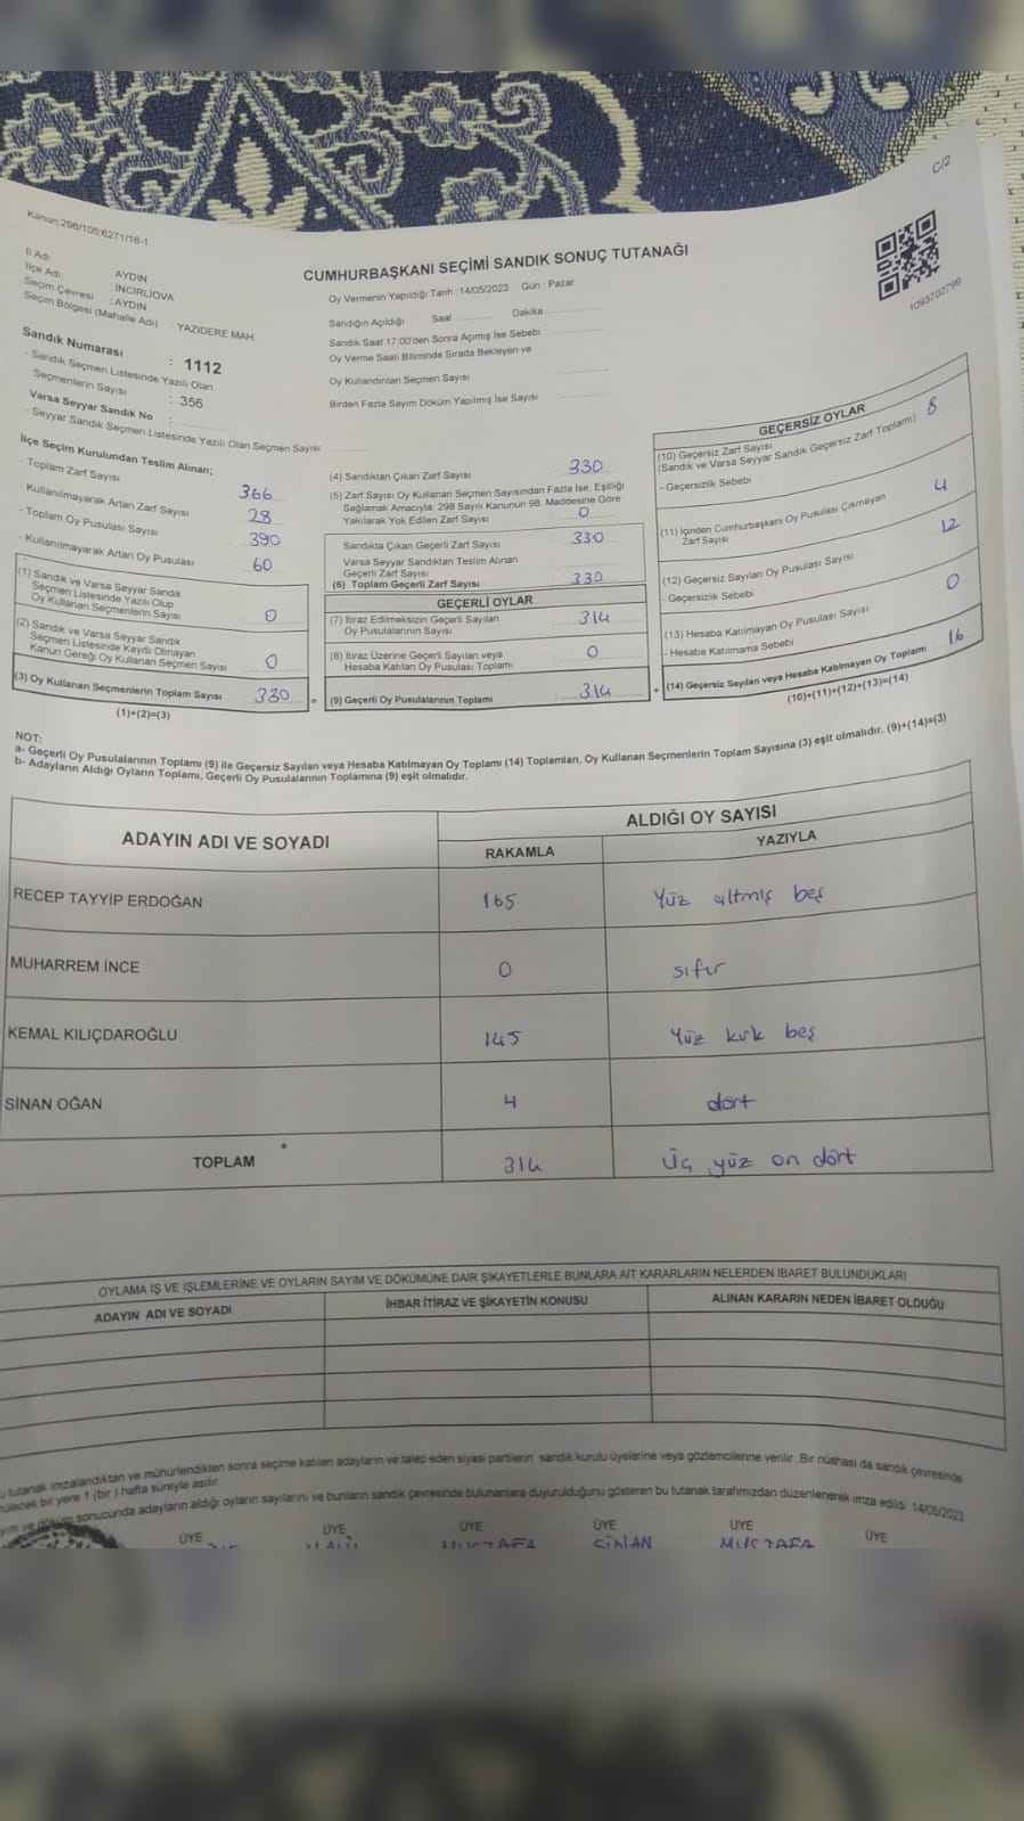 C/2
Kanun:298/105;6271/16-1
İl Adı : AYDIN
İlçe Adı : İNCİRLİOVA
Seçim Çevresi : AYDIN
Seçim Bölgesi (Mahalle Adı) : YAZIDERE MAH.
Sandık Numarası : 1112
- Sandık Seçmen Listesinde Yazılı Olan
Seçmenlerin Sayısı : 356
Varsa Seyyar Sandık No :
- Seyyar Sandık Seçmen Listesinde Yazılı Olan Seçmen Sayısı
CUMHURBAŞKANI SEÇİMİ SANDIK SONUÇ TUTANAĞI
Oy Vermenin Yapıldığı Tarih : 14/05/2023 Gün : Pazar
Sandığın Açıldığı Saat Dakika
Sandık Saat 17:00'den Sonra Açılmış İse Sebebi :
Oy Verme Saati Bitiminde Sırada Bekleyen ve
Oy Kullandırılan Seçmen Sayısı
Birden Fazla Sayım Döküm Yapılmış İse Sayısı
1093702796
İlçe Seçim Kurulundan Teslim Alınan;
- Toplam Zarf Sayısı 366
- Kullanılmayarak Artan Zarf Sayısı 28
- Toplam Oy Pusulası Sayısı 390
- Kullanılmayarak Artan Oy Pusulası 60
(1) Sandık ve Varsa Seyyar Sandık
Seçmen Listesinde Yazılı Olup
Oy Kullanan Seçmenlerin Sayısı 0
(2) Sandık ve Varsa Seyyar Sandık
Seçmen Listesinde Kayıtlı Olmayan
Kanun Gereği Oy Kullanan Seçmen Sayısı 0
(3) Oy Kullanan Seçmenlerin Toplam Sayısı 330
(1)+(2)=(3)
(4) Sandıktan Çıkan Zarf Sayısı 330
(5) Zarf Sayısı Oy Kullanan Seçmen Sayısından Fazla İse, Eşitliği
Sağlamak Amacıyla; 298 Sayılı Kanunun 98. Maddesine Göre
Yakılarak Yok Edilen Zarf Sayısı 0
Sandıkta Çıkan Geçerli Zarf Sayısı 330
Varsa Seyyar Sandıktan Teslim Alınan
Geçerli Zarf Sayısı
(6) Toplam Geçerli Zarf Sayısı 330
GEÇERLİ OYLAR
(7) İtiraz Edilmeksizin Geçerli Sayılan
Oy Pusulalarının Sayısı 314
(8) İtiraz Üzerine Geçerli Sayılan veya
Hesaba Katılan Oy Pusulası Toplamı 0
= (9) Geçerli Oy Pusulalarının Toplamı 314
GEÇERSİZ OYLAR
(10) Geçersiz Zarf Sayısı
(Sandık ve Varsa Seyyar Sandık Geçersiz Zarf Toplamı) 8
- Geçersizlik Sebebi
(11) İçinden Cumhurbaşkanı Oy Pusulası Çıkmayan
Zarf Sayısı 4
(12) Geçersiz Sayılan Oy Pusulası Sayısı 12
Geçersizlik Sebebi
(13) Hesaba Katılmayan Oy Pusulası Sayısı 0
- Hesaba Katılmama Sebebi
+ (14) Geçersiz Sayılan veya Hesaba Katılmayan Oy Toplamı 16
(10)+(11)+(12)+(13)=(14)
NOT:
a- Geçerli Oy Pusulalarının Toplamı (9) ile Geçersiz Sayılan veya Hesaba Katılmayan Oy Toplamı (14) Toplamları, Oy Kullanan Seçmenlerin Toplam Sayısına (3) eşit olmalıdır. (9)+(14)=(3)
b- Adayların Aldığı Oyların Toplamı, Geçerli Oy Pusulalarının Toplamına (9) eşit olmalıdır.
ADAYIN ADI VE SOYADI ALDIĞI OY SAYISI
RAKAMLA YAZIYLA
RECEP TAYYİP ERDOĞAN 165 Yüz altmış beş
MUHARREM İNCE 0 sıfır
KEMAL KILIÇDAROĞLU 145 Yüz kırk beş
SİNAN OĞAN 4 dört
TOPLAM 314 Üç yüz on dört
OYLAMA İŞ VE İŞLEMLERİNE VE OYLARIN SAYIM VE DÖKÜMÜNE DAİR ŞİKAYETLERLE BUNLARA AİT KARARLARIN NELERDEN İBARET BULUNDUKLARI
ADAYIN ADI VE SOYADI İHBAR İTİRAZ VE ŞİKAYETİN KONUSU ALINAN KARARIN NEDEN İBARET OLDUĞU
tutanak imzalandıktan ve mühürlendikten sonra seçime katılan adayların ve talep eden siyasi partilerin sandık kurulu üyelerine veya gözlemcilerine verilir. Bir nüshası da sandık çevresinde
bir yere 1 (bir) hafta süreyle asılır.
sonucunda adayların aldığı oyların sayılarını ve bunların sandık çevresinde bulunanlara duyurulduğunu gösteren bu tutanak tarafımızdan düzenlenerek imza edildi. 14/05/2023
ÜYE ÜYE ÜYE ÜYE ÜYE ÜYE
MUSTAFA SİNAN MUSTAFA